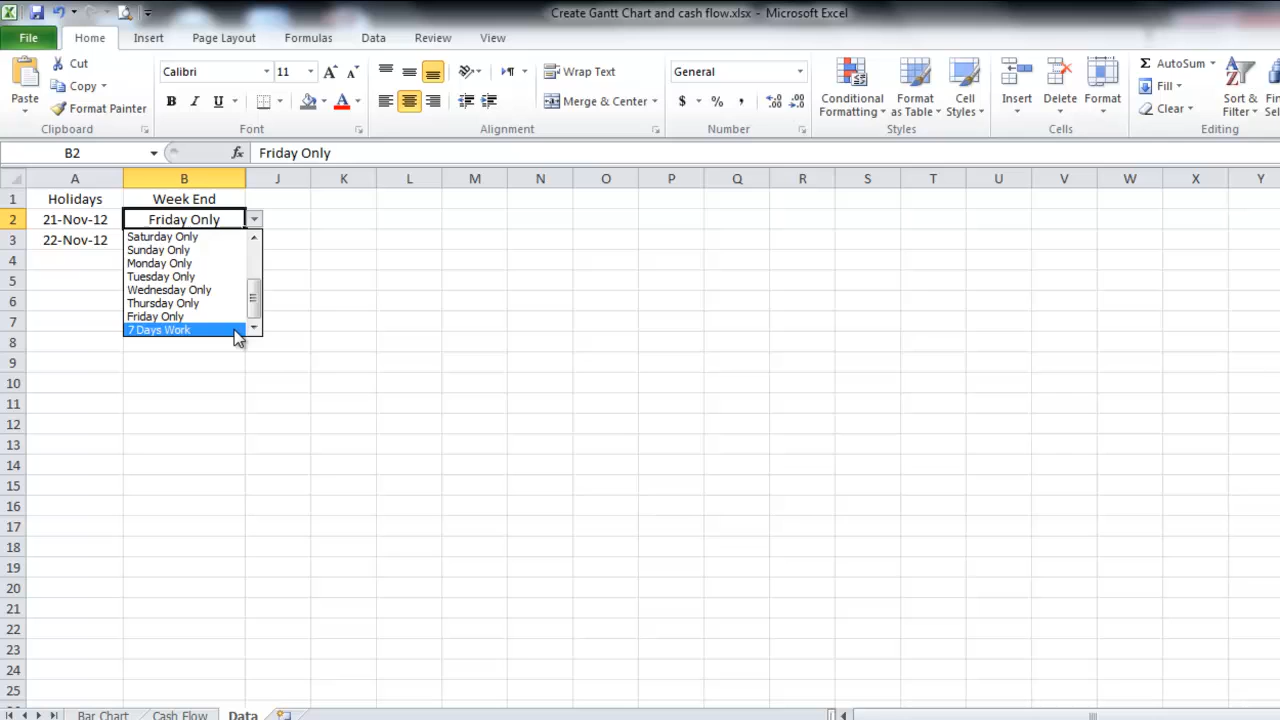 Create Gantt Chart and cash flow.xlsx - Microsoft Excel
File Home Insert Page Layout Formulas Data Review View
Paste Cut Copy Format Painter Clipboard
Calibri 11 B I U A Font
Wrap Text Merge & Center Alignment
General $ % , Number
Conditional Formatting Format as Table Cell Styles Styles
Insert Delete Format Cells
Σ AutoSum Fill Clear Sort & Filter Editing
B2 fx Friday Only
A B J K L M N O P Q R S T U V W X Y
1 Holidays Week End
2 21-Nov-12 Friday Only
3 22-Nov-12
Saturday Only
Sunday Only
Monday Only
Tuesday Only
Wednesday Only
Thursday Only
Friday Only
7 Days Work
4
5
6
7
8
9
10
11
12
13
14
15
16
17
18
19
20
21
22
23
24
25
Bar Chart Cash Flow Data